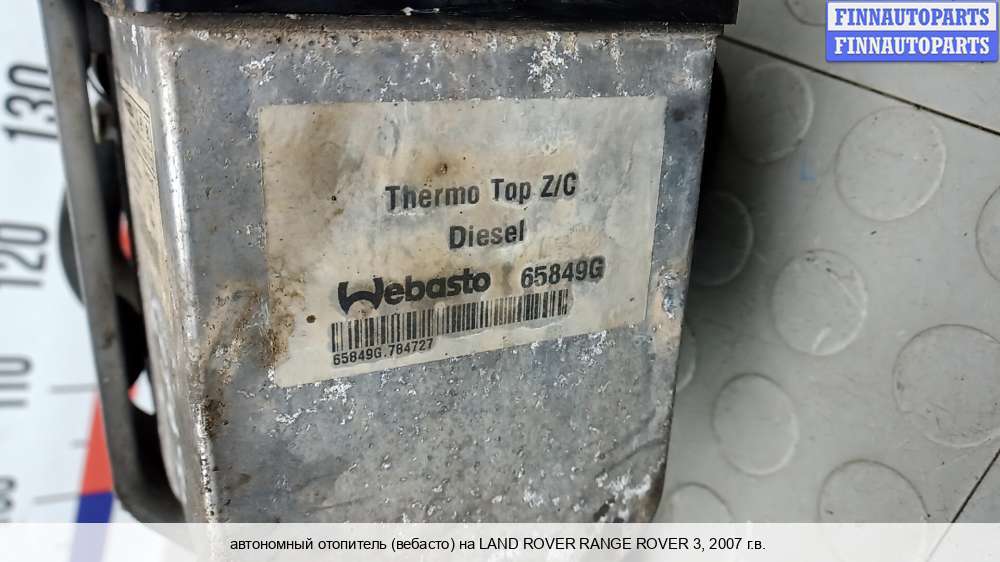 FINNAUTOPARTS
FINNAUTOPARTS
130
120
110
Thermo Top Z/C
Diesel
Webasto 65849G
65849G.784727
автономный отопитель (вебасто) на LAND ROVER RANGE ROVER 3, 2007 г.в.